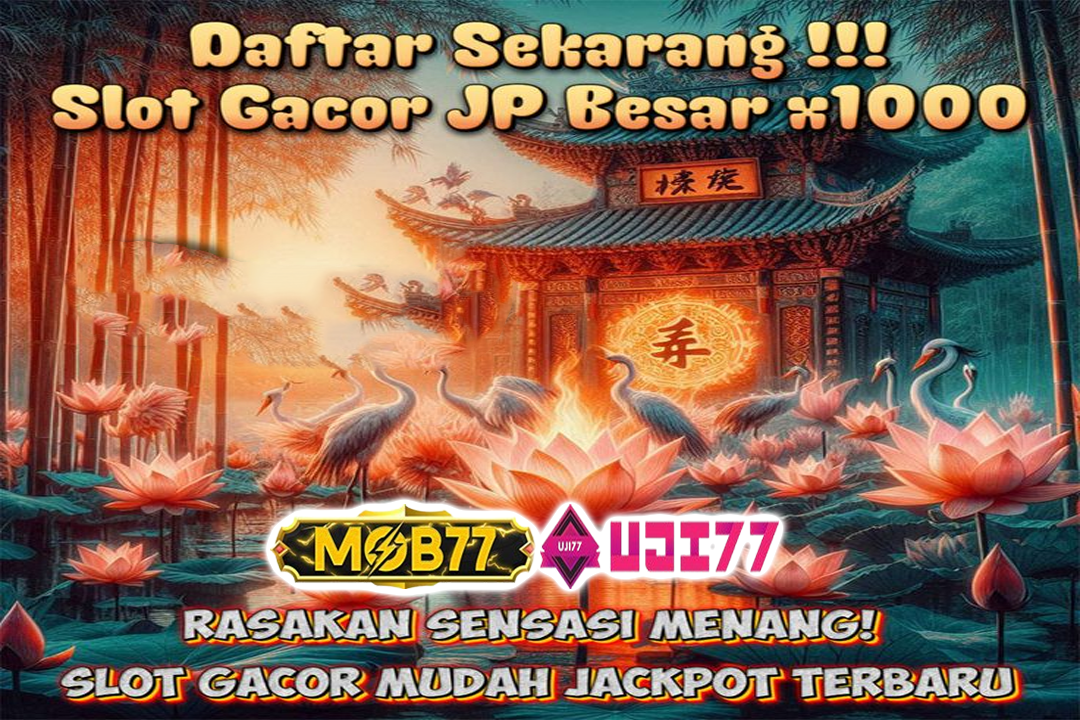 Daftar Sekarang !!!
Slot Gacor JP Besar x1000
MOB77
UJI77
UJI77
RASAKAN SENSASI MENANG!
SLOT GACOR MUDAH JACKPOT TERBARU